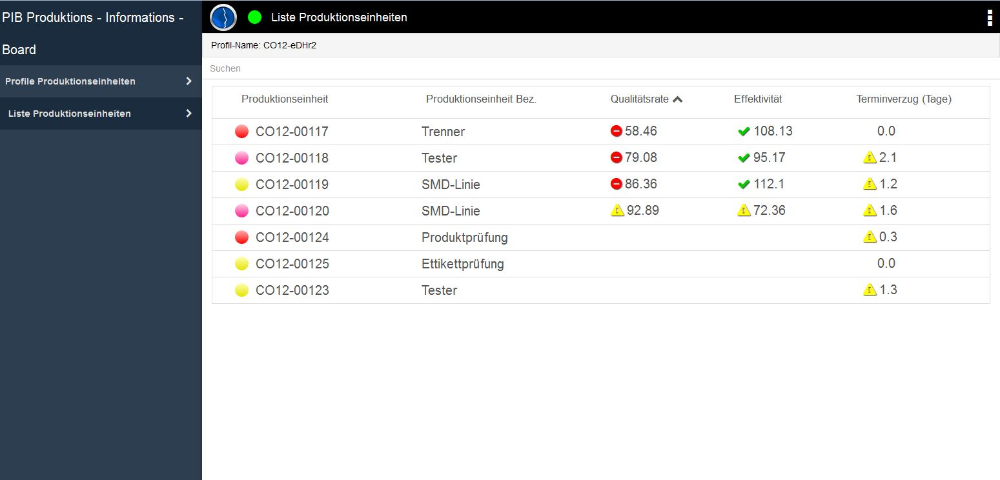 PIB Produktions - Informations -
Board
Profile Produktionseinheiten
Liste Produktionseinheiten
Liste Produktionseinheiten
Profil-Name: CO12-eDHr2
Suchen
Produktionseinheit Produktionseinheit Bez. Qualitätsrate Effektivität Terminverzug (Tage)
CO12-00117 Trenner 58.46 108.13 0.0
CO12-00118 Tester 79.08 95.17 2.1
CO12-00119 SMD-Linie 86.36 112.1 1.2
CO12-00120 SMD-Linie 92.89 72.36 1.6
CO12-00124 Produktprüfung 0.3
CO12-00125 Ettikettprüfung 0.0
CO12-00123 Tester 1.3